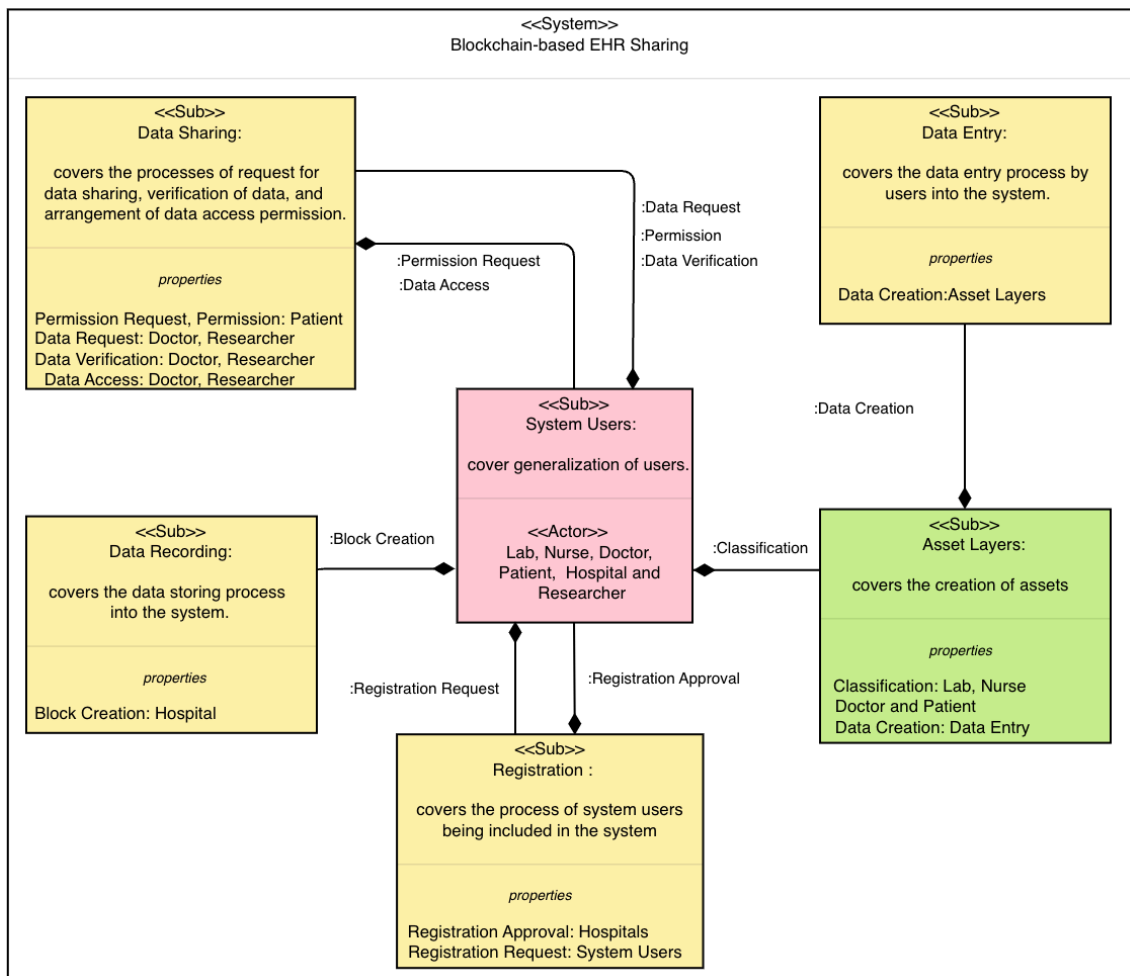 <<System>>
Blockchain-based EHR Sharing
<<Sub>>
Data Sharing:
covers the processes of request for
data sharing, verification of data, and
arrangement of data access permission.
properties
Permission Request, Permission: Patient
Data Request: Doctor, Researcher
Data Verification: Doctor, Researcher
Data Access: Doctor, Researcher
:Data Request
:Permission
:Data Verification
:Permission Request
:Data Access
<<Sub>>
Data Entry:
covers the data entry process by
users into the system.
properties
Data Creation:Asset Layers
:Data Creation
<<Sub>>
System Users:
cover generalization of users.
<<Actor>>
Lab, Nurse, Doctor,
Patient, Hospital and
Researcher
<<Sub>>
Data Recording:
covers the data storing process
into the system.
properties
Block Creation: Hospital
:Block Creation
:Classification
<<Sub>>
Asset Layers:
covers the creation of assets
properties
Classification: Lab, Nurse
Doctor and Patient
Data Creation: Data Entry
:Registration Request
:Registration Approval
<<Sub>>
Registration :
covers the process of system users
being included in the system
properties
Registration Approval: Hospitals
Registration Request: System Users